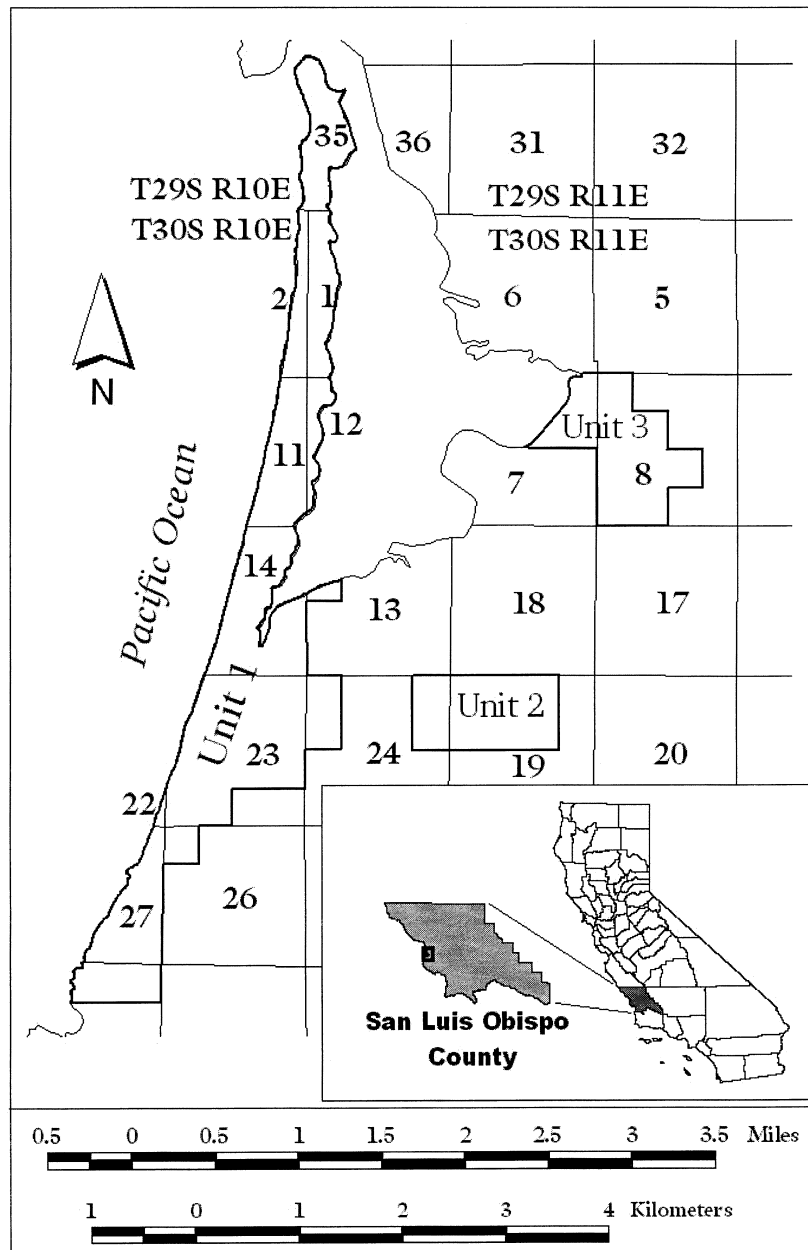 35
36
31
32
T29S R10E
T29S R11E
T30S R10E
T30S R11E
2
1
6
5
N
12
Unit 3
11
7
8
Pacific Ocean
14
13
18
17
Unit 1
Unit 2
23
24
19
20
22
27
26
San Luis Obispo
County
0.5 0 0.5 1 1.5 2 2.5 3 3.5 Miles
1 0 1 2 3 4 Kilometers